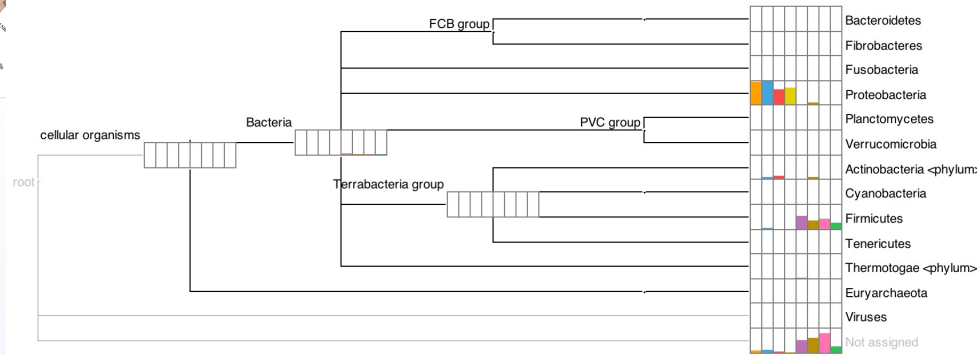 FCB group
Bacteroidetes
Fibrobacteres
Fusobacteria
Proteobacteria
Bacteria
PVC group
Planctomycetes
cellular organisms
Verrucomicrobia
Actinobacteria <phylum>
root
Terrabacteria group
Cyanobacteria
Firmicutes
Tenericutes
Thermotogae <phylum>
Euryarchaeota
Viruses
Not assigned